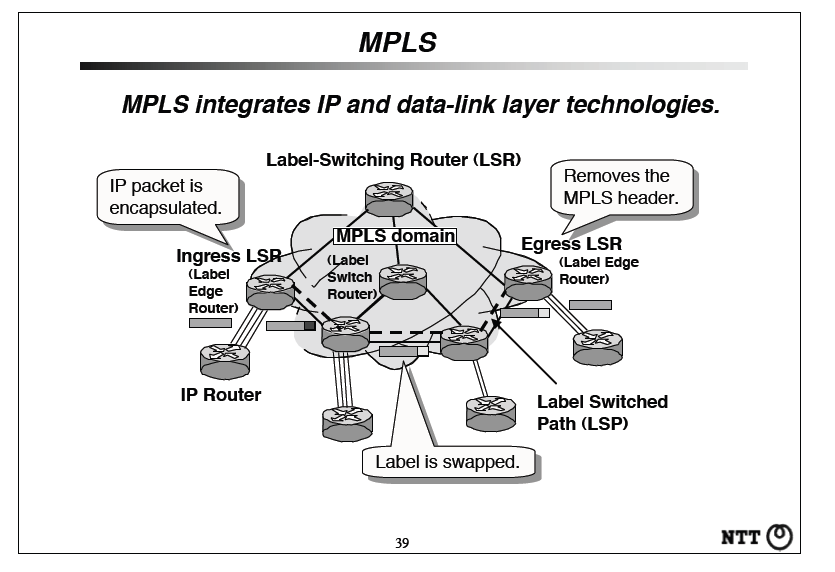 MPLS
MPLS integrates IP and data-link layer technologies.
Label-Switching Router (LSR)
IP packet is
encapsulated.
Removes the
MPLS header.
MPLS domain
Ingress LSR
(Label
Edge
Router)
(Label
Switch
Router)
Egress LSR
(Label Edge
Router)
IP Router
Label Switched
Path (LSP)
Label is swapped.
39
NTT